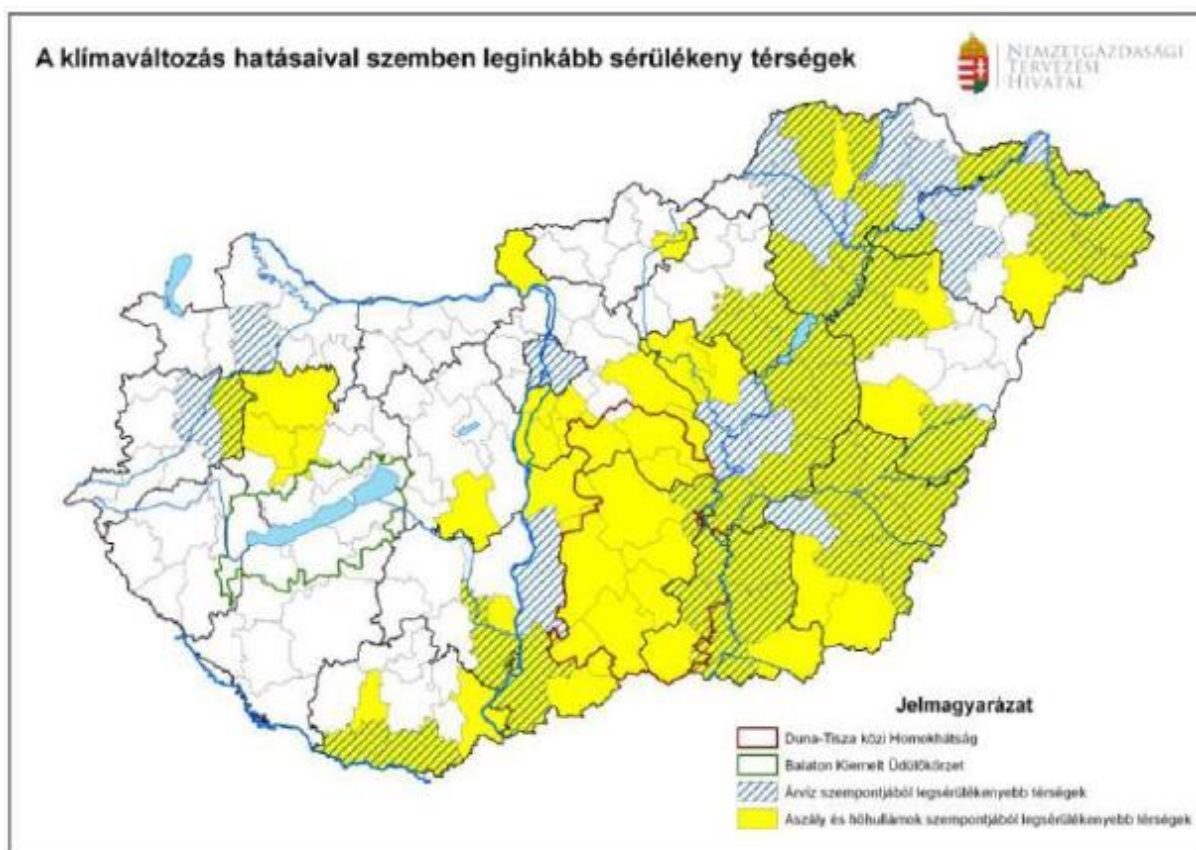 A klímaváltozás hatásaival szemben leginkább sérülékeny térségek
NEMZETGAZDASÁGI
TERVEZÉSI
HIVATAL
Jelmagyarázat
Duna-Tisza közi Homokhátság
Balaton Kiemelt Üdülőkörzet
Árvíz szempontjából legsérülékenyebb térségek
Aszály és hőhullámok szempontjából legsérülékenyebb térségek